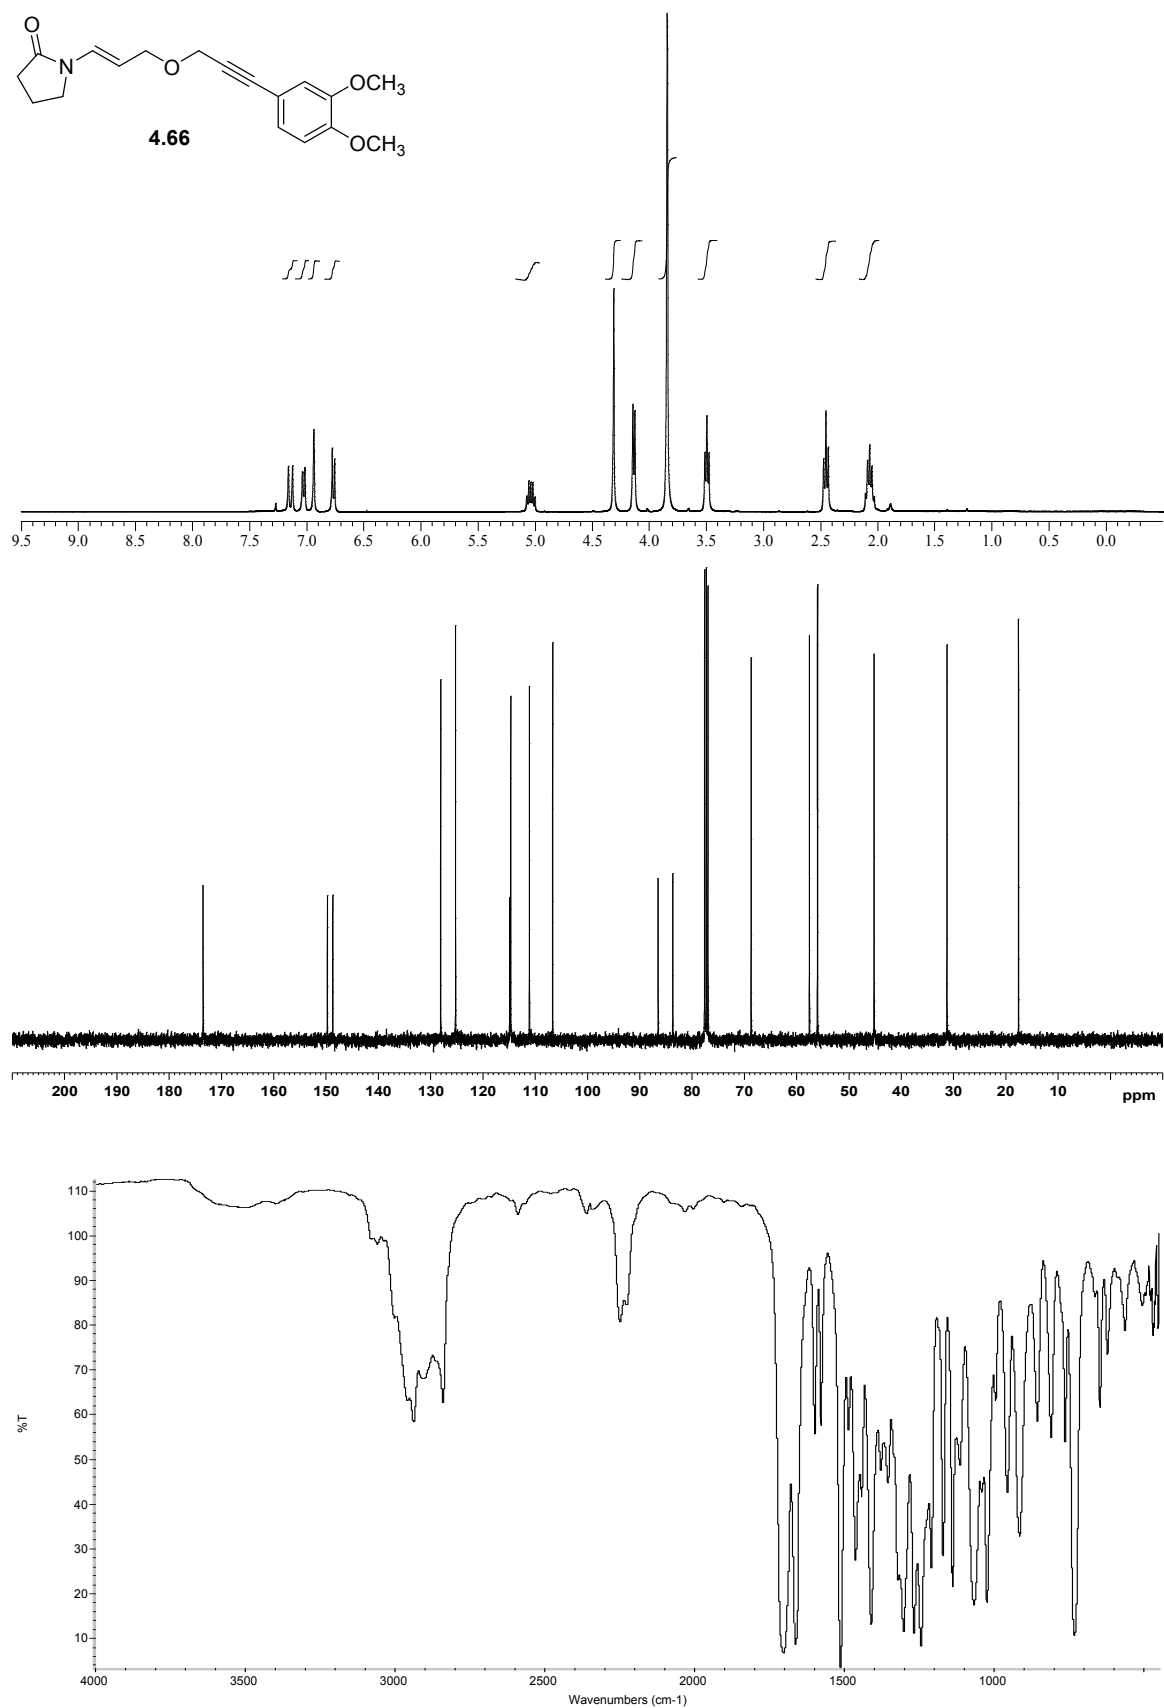 O
N
O
OCH3
OCH3
4.66
9.5 9.0 8.5 8.0 7.5 7.0 6.5 6.0 5.5 5.0 4.5 4.0 3.5 3.0 2.5 2.0 1.5 1.0 0.5 0.0
200 190 180 170 160 150 140 130 120 110 100 90 80 70 60 50 40 30 20 10 ppm
110
100
90
80
70
60
50
40
30
20
10
%T
4000 3500 3000 2500 2000 1500 1000
Wavenumbers (cm-1)